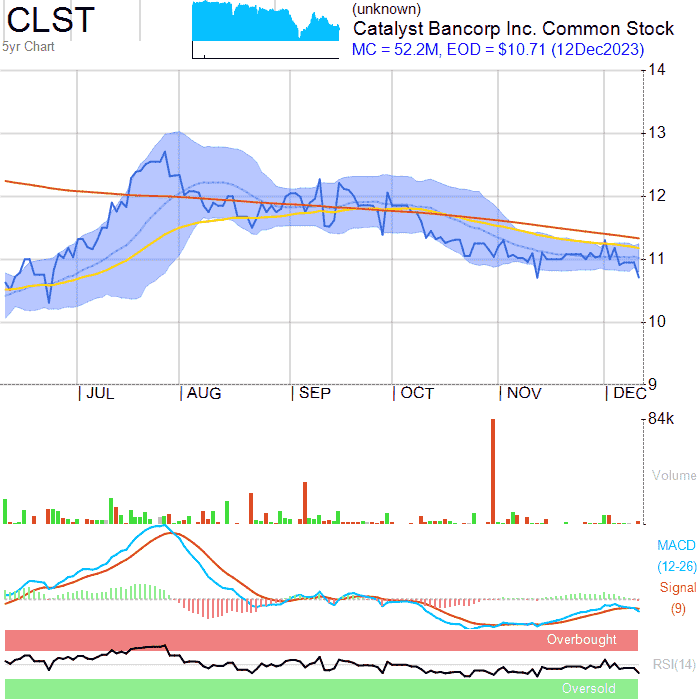 CLST
5yr Chart
(unknown)
Catalyst Bancorp Inc. Common Stock
MC = 52.2M, EOD = $10.71 (12Dec2023)
14
13
12
11
10
9
| JUL | AUG | SEP | OCT | NOV | DEC
84k
Volume
MACD
(12-26)
Signal
(9)
Overbought
RSI(14)
Oversold